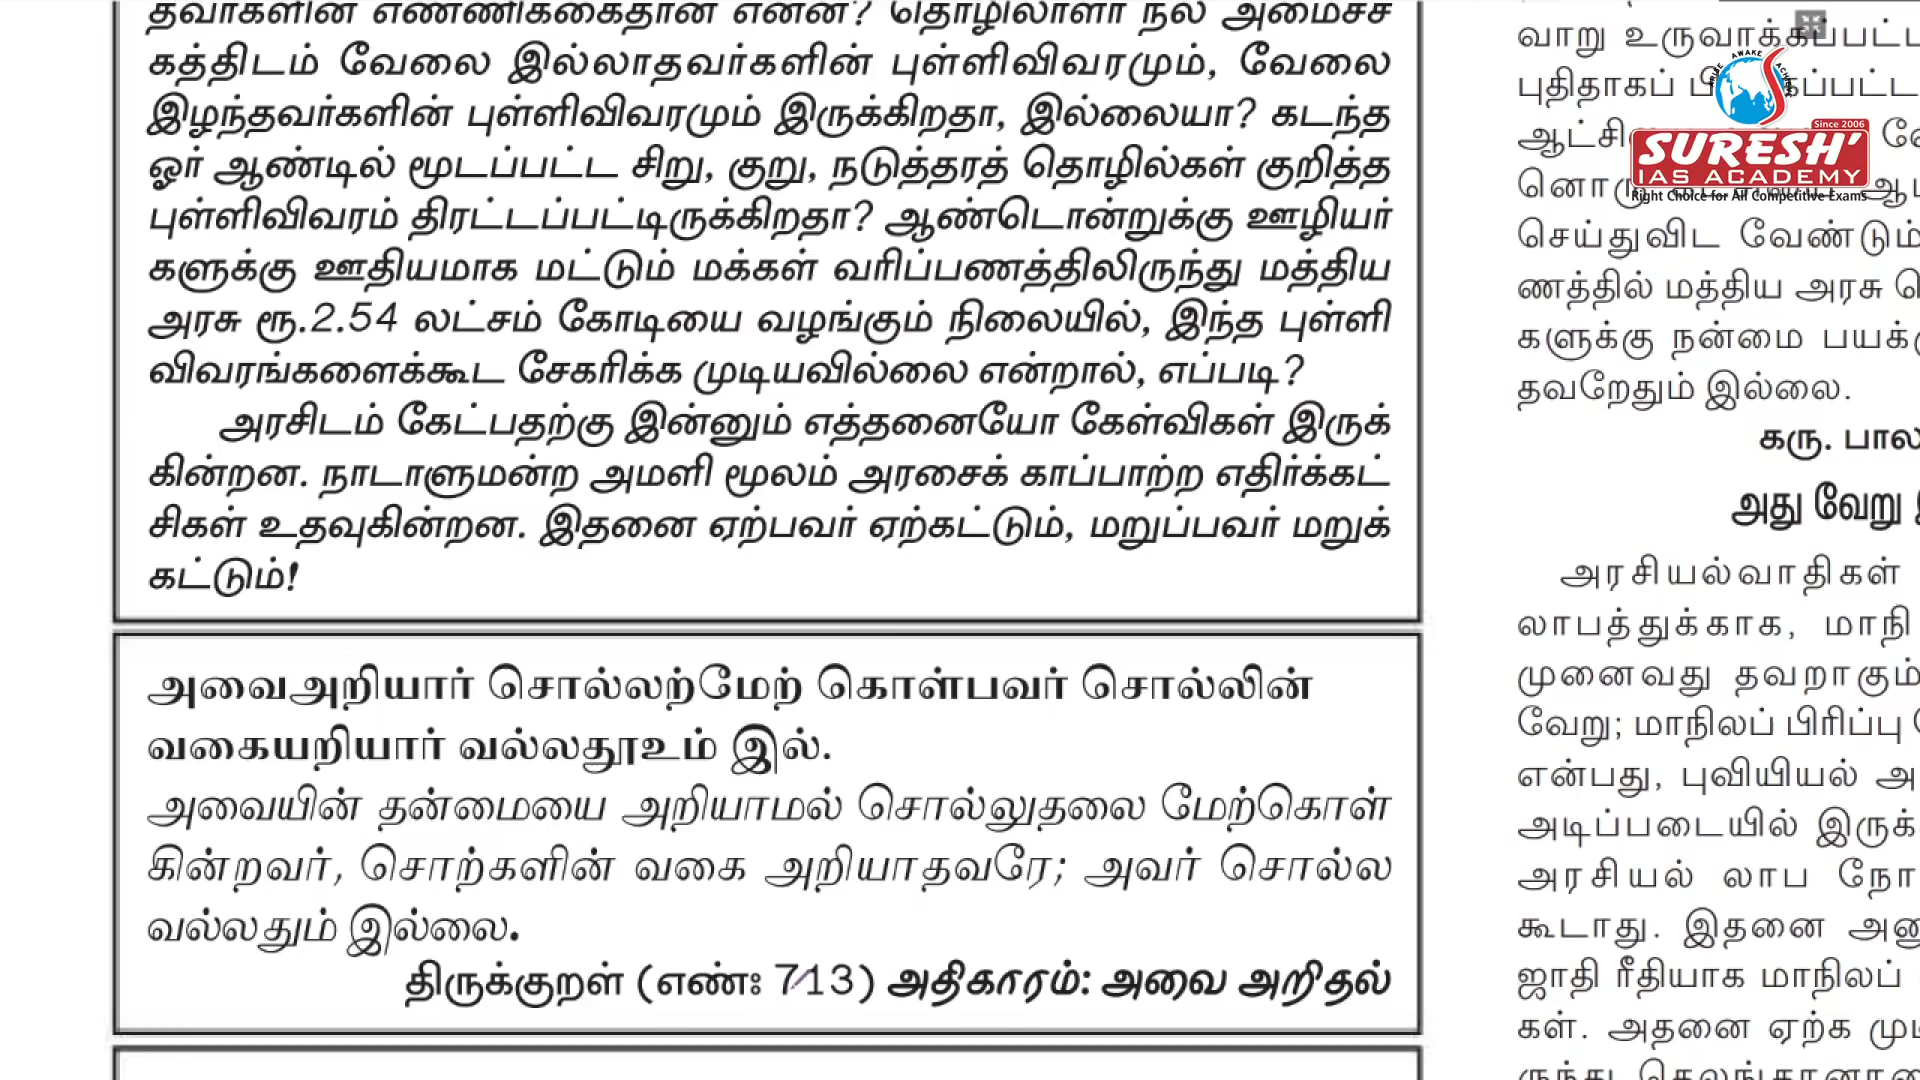 தவர்களின் எண்ணிக்கைதான் என்ன? தொழிலாளர் நல அமைச்ச
கத்திடம் வேலை இல்லாதவர்களின் புள்ளிவிவரமும், வேலை
இழந்தவர்களின் புள்ளிவிவரமும் இருக்கிறதா, இல்லையா? கடந்த
ஓர் ஆண்டில் மூடப்பட்ட சிறு, குறு, நடுத்தரத் தொழில்கள் குறித்த
புள்ளிவிவரம் திரட்டப்பட்டிருக்கிறதா? ஆண்டொன்றுக்கு ஊழியர்
களுக்கு ஊதியமாக மட்டும் மக்கள் வரிப்பணத்திலிருந்து மத்திய
அரசு ரூ.2.54 லட்சம் கோடியை வழங்கும் நிலையில், இந்த புள்ளி
விவரங்களைக்கூட சேகரிக்க முடியவில்லை என்றால், எப்படி?
அரசிடம் கேட்பதற்கு இன்னும் எத்தனையோ கேள்விகள் இருக்
கின்றன. நாடாளுமன்ற அமளி மூலம் அரசைக் காப்பாற்ற எதிர்க்கட்
சிகள் உதவுகின்றன. இதனை ஏற்பவர் ஏற்கட்டும், மறுப்பவர் மறுக்
கட்டும்!
அவைஅறியார் சொல்லற்மேற் கொள்பவர் சொல்லின்
வகையறியார் வல்லதூஉம் இல்.
அவையின் தன்மையை அறியாமல் சொல்லுதலை மேற்கொள்
கின்றவர், சொற்களின் வகை அறியாதவரே; அவர் சொல்ல
வல்லதும் இல்லை.
திருக்குறள் (எண்: 713) அதிகாரம்: அவை அறிதல்
வாறு உருவாக்கப்பட்ட
புதிதாகப்
செய்துவிட வேண்டும்
ணத்தில் மத்திய அரசு
களுக்கு நன்மை
தவறேதும் இல்லை.
கரு.
அது வேறு
அரசியல்வாதிகள்
லாபத்துக்காக, மாநி
முனைவது தவறாகும்
வேறு; மாநிலப் பிரிப்பு
என்பது, புவியியல்
அடிப்படையில்
அரசியல் லாப
கூடாது. இதனை
ஜாதி ரீதியாக மாநிலப்
கள். அதனை ஏற்க
ARISE AWAKE ACHIEVE
Since 2006
SURESH'
IAS ACADEMY
Right Choice for All Competitive Exams